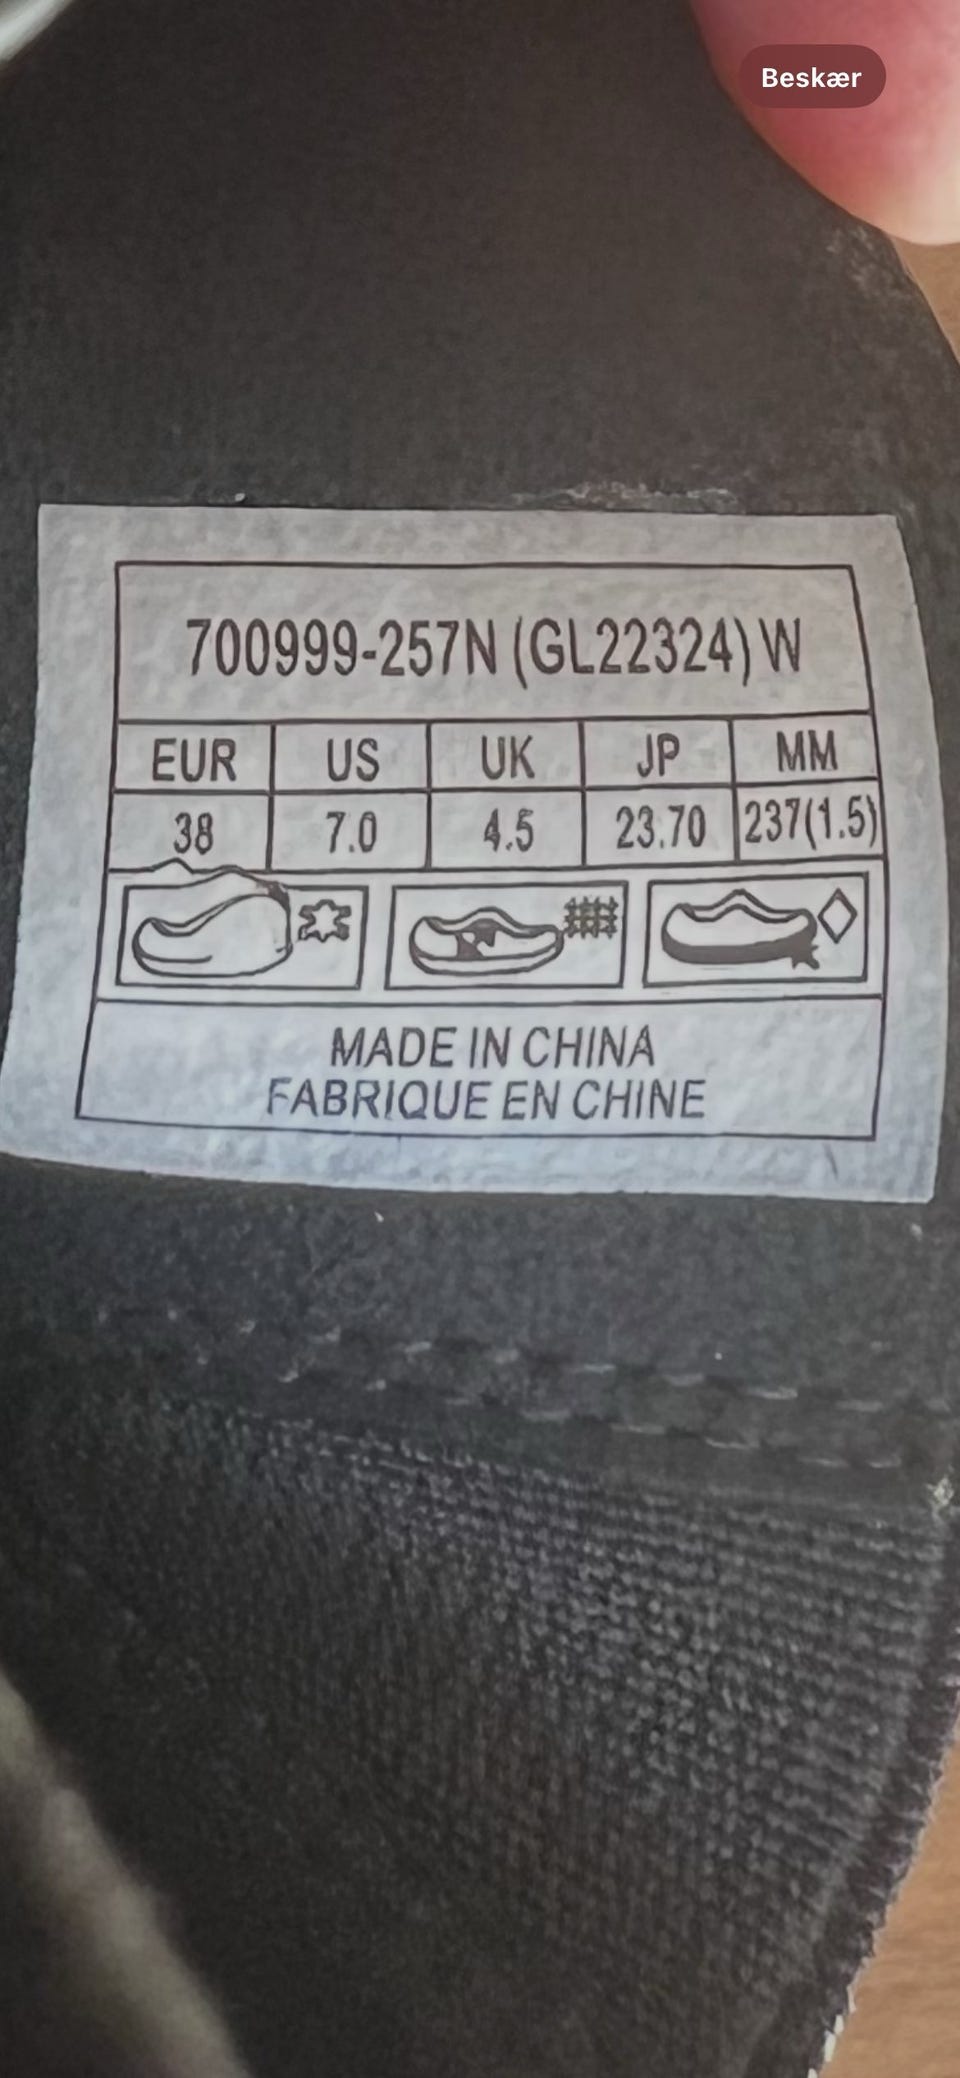 Beskær
700999-257N (GL22324) W
EUR US UK JP MM
38 7.0 4.5 23.70 237(1.5)
MADE IN CHINA
FABRIQUE EN CHINE